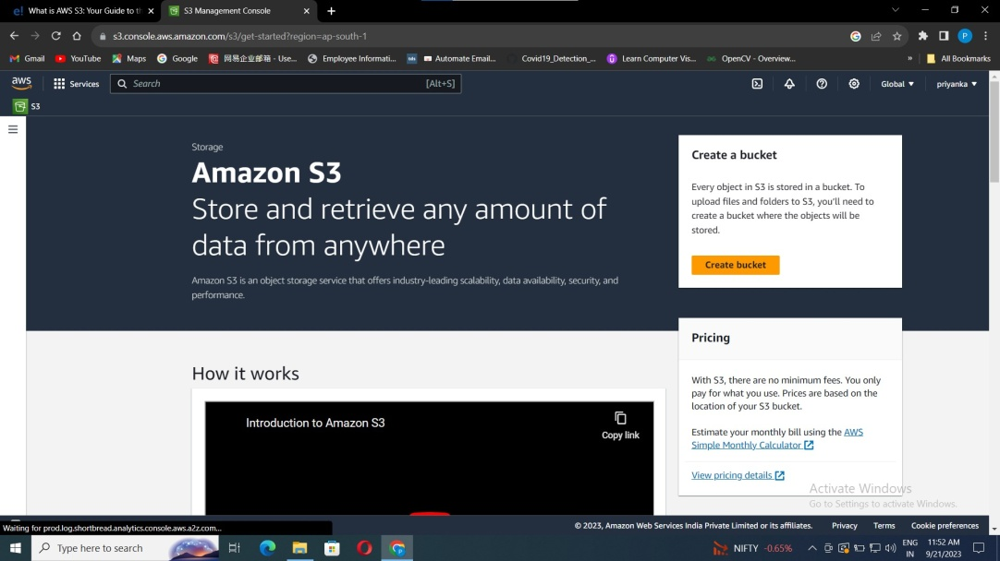 What is AWS S3: Your Guide to th
S3 Management Console
s3.console.aws.amazon.com/s3/get-started?region=ap-south-1
P
Gmail
YouTube
Maps
Google
网易企业邮箱 - Use...
Employee Informati...
Automate Email...
Covid19_Detection_...
Learn Computer Vis...
OpenCV - Overview...
»
All Bookmarks
aws
Services
Search
[Alt+S]
Global
priyanka
S3
Storage
Amazon S3
Store and retrieve any amount of
data from anywhere
Amazon S3 is an object storage service that offers industry-leading scalability, data availability, security, and
performance.
Create a bucket
Every object in S3 is stored in a bucket. To
upload files and folders to S3, you'll need to
create a bucket where the objects will be
stored.
Create bucket
Pricing
With S3, there are no minimum fees. You only
pay for what you use. Prices are based on the
location of your S3 bucket.
Estimate your monthly bill using the AWS
Simple Monthly Calculator
View pricing details
How it works
Introduction to Amazon S3
Copy link
Activate Windows
Go to Settings to activate Windows.
Waiting for prod.log.shortbread.analytics.console.aws.a2z.com...
© 2023, Amazon Web Services India Private Limited or its affiliates.
Privacy
Terms
Cookie preferences
Type here to search
NIFTY -0.65%
ENG
IN
11:52 AM
9/21/2023